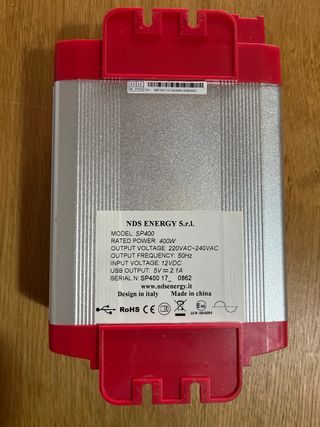 NDS ENERGY S.r.l.
MODEL: SP400
RATED POWER: 400W
OUTPUT VOLTAGE: 220VAC~240VAC
OUTPUT FREQUENCY: 50Hz
INPUT VOLTAGE: 12VDC
USB OUTPUT: 5V⎓2.1A
SERIAL N: SP400 17_ 0862
www.ndsenergy.it
Design in italy Made in china
RoHS CE